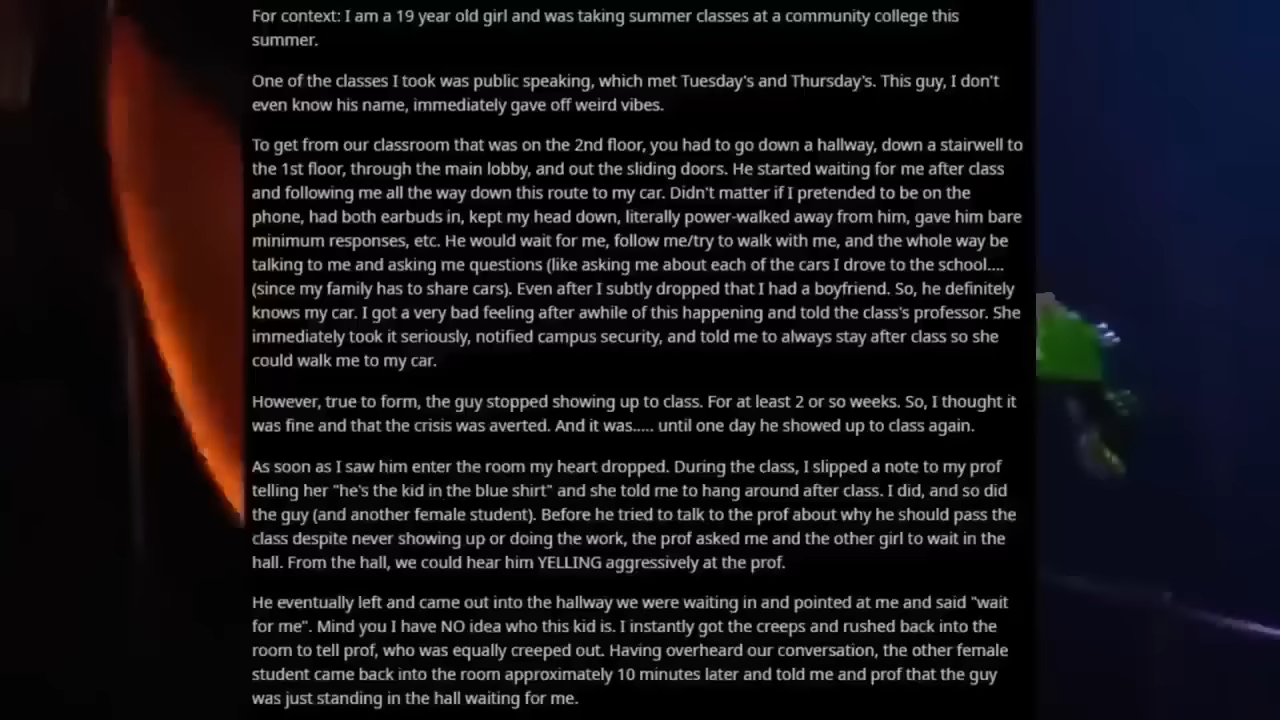 For context: I am a 19 year old girl and was taking summer classes at a community college this
summer.
One of the classes I took was public speaking, which met Tuesday's and Thursday's. This guy, I don't
even know his name, immediately gave off weird vibes.
To get from our classroom that was on the 2nd floor, you had to go down a hallway, down a stairwell to
the 1st floor, through the main lobby, and out the sliding doors. He started waiting for me after class
and following me all the way down this route to my car. Didn't matter if I pretended to be on the
phone, had both earbuds in, kept my head down, literally power-walked away from him, gave him bare
minimum responses, etc. He would wait for me, follow me/try to walk with me, and the whole way be
talking to me and asking me questions (like asking me about each of the cars I drove to the school....
(since my family has to share cars). Even after I subtly dropped that I had a boyfriend. So, he definitely
knows my car. I got a very bad feeling after awhile of this happening and told the class's professor. She
immediately took it seriously, notified campus security, and told me to always stay after class so she
could walk me to my car.
However, true to form, the guy stopped showing up to class. For at least 2 or so weeks. So, I thought it
was fine and that the crisis was averted. And it was..... until one day he showed up to class again.
As soon as I saw him enter the room my heart dropped. During the class, I slipped a note to my prof
telling her "he's the kid in the blue shirt" and she told me to hang around after class. I did, and so did
the guy (and another female student). Before he tried to talk to the prof about why he should pass the
class despite never showing up or doing the work, the prof asked me and the other girl to wait in the
hall. From the hall, we could hear him YELLING aggressively at the prof.
He eventually left and came out into the hallway we were waiting in and pointed at me and said "wait
for me". Mind you I have NO idea who this kid is. I instantly got the creeps and rushed back into the
room to tell prof, who was equally creeped out. Having overheard our conversation, the other female
student came back into the room approximately 10 minutes later and told me and prof that the guy
was just standing in the hall waiting for me.